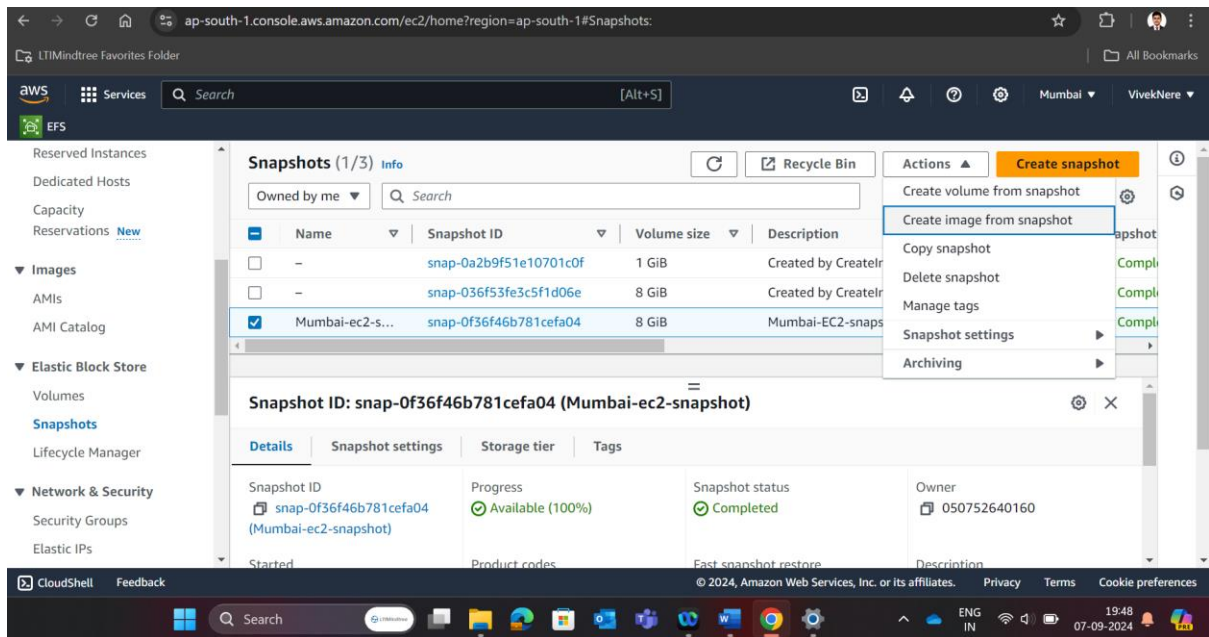 ap-south-1.console.aws.amazon.com/ec2/home?region=ap-south-1#Snapshots:
LTIMindtree Favorites Folder
All Bookmarks
aws
Services
Search
[Alt+S]
Mumbai
VivekNere
EFS
Reserved Instances
Dedicated Hosts
Capacity
Reservations New
Images
AMIs
AMI Catalog
Elastic Block Store
Volumes
Snapshots
Lifecycle Manager
Network & Security
Security Groups
Elastic IPs
Snapshots (1/3) Info
Recycle Bin
Actions
Create snapshot
Owned by me
Search
Create volume from snapshot
Create image from snapshot
Copy snapshot
Delete snapshot
Manage tags
Snapshot settings
Archiving
Name Snapshot ID Volume size Description apshot
– snap-0a2b9f51e10701c0f 1 GiB Created by CreateIr Comple
– snap-036f53fe3c5f1d06e 8 GiB Created by CreateIr Comple
Mumbai-ec2-s... snap-0f36f46b781cefa04 8 GiB Mumbai-EC2-snaps Comple
Snapshot ID: snap-0f36f46b781cefa04 (Mumbai-ec2-snapshot)
Details Snapshot settings Storage tier Tags
Snapshot ID
snap-0f36f46b781cefa04
(Mumbai-ec2-snapshot)
Progress
Available (100%)
Snapshot status
Completed
Owner
050752640160
Started Product codes Fast snapshot restore Description
CloudShell Feedback © 2024, Amazon Web Services, Inc. or its affiliates. Privacy Terms Cookie preferences
Search
ENG
IN
19:48
07-09-2024